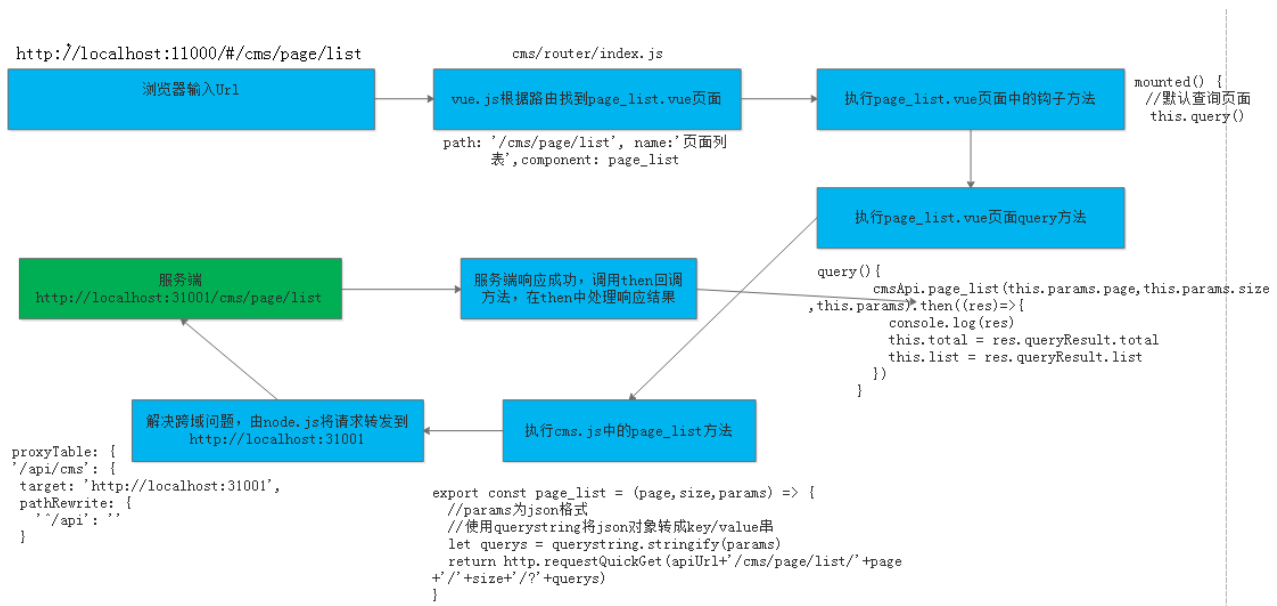 http://localhost:11000/#/cms/page/list
浏览器输入Url
cms/router/index.js
vue.js根据路由找到page_list.vue页面
path: '/cms/page/list', name:'页面列
表',component: page_list
执行page_list.vue页面中的钩子方法
mounted() {
//默认查询页面
this.query()
执行page_list.vue页面query方法
query(){
cmsApi.page_list(this.params.page,this.params.size
,this.params).then((res)=>{
console.log(res)
this.total = res.queryResult.total
this.list = res.queryResult.list
})
}
服务端
http://localhost:31001/cms/page/list
服务端响应成功，调用then回调
方法，在then中处理响应结果
解决跨域问题，由node.js将请求转发到
http://localhost:31001
proxyTable: {
'/api/cms': {
target: 'http://localhost:31001',
pathRewrite: {
'^/api': ''
}
执行cms.js中的page_list方法
export const page_list = (page,size,params) => {
//params为json格式
//使用querystring将json对象转成key/value串
let querys = querystring.stringify(params)
return http.requestQuickGet(apiUrl+'/cms/page/list/'+page
+'/'+size+'/?'+querys)
}